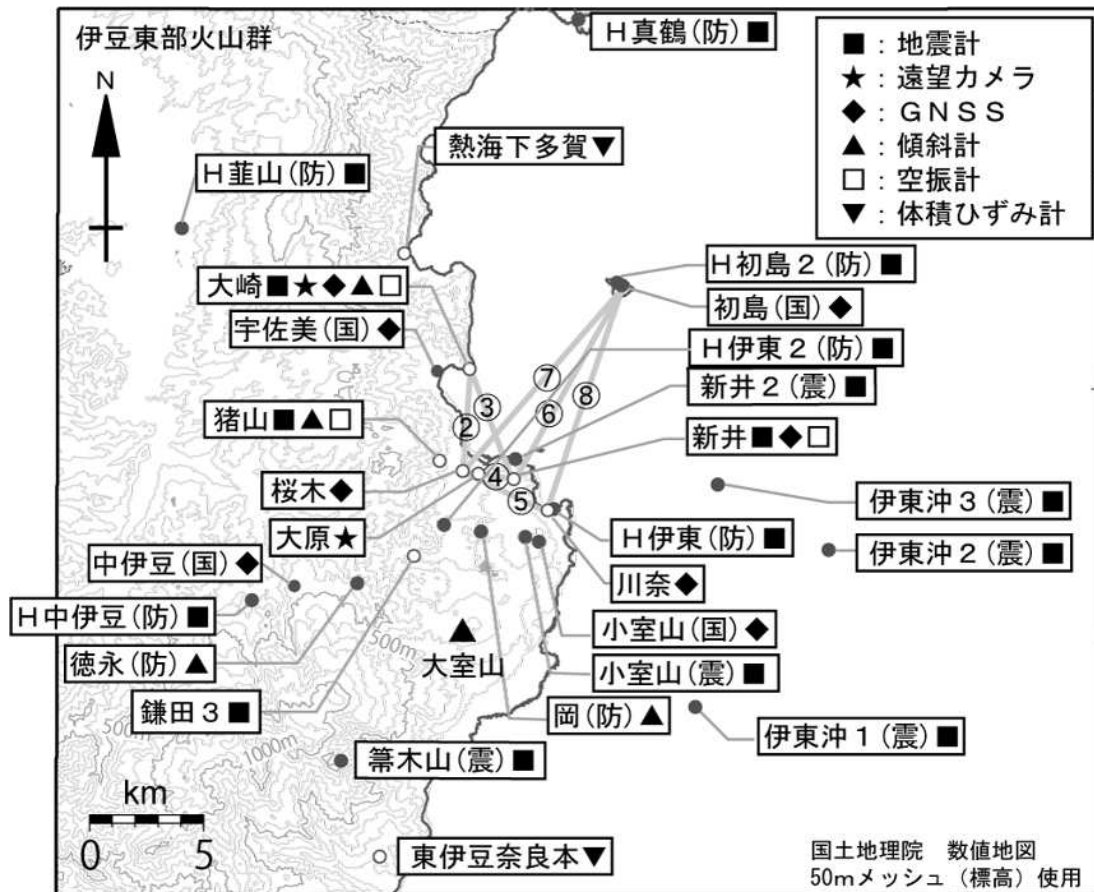 伊豆東部火山群
N
H真鶴(防)■
■：地震計
★：遠望カメラ
◆：GNSS
▲：傾斜計
□：空振計
▼：体積ひずみ計
熱海下多賀▼
H韮山(防)■
大崎■★◆▲□
宇佐美(国)◆
H初島2(防)■
初島(国)◆
H伊東2(防)■
新井2(震)■
新井■◆□
猪山■▲□
桜木◆
大原★
⑦
③
②
⑥
⑧
④
⑤
伊東沖3(震)■
伊東沖2(震)■
H伊東(防)■
川奈◆
中伊豆(国)◆
H中伊豆(防)■
徳永(防)▲
鎌田3■
500m
大室山
小室山(国)◆
小室山(震)■
岡(防)▲
伊東沖1(震)■
500m
1000m
箒木山(震)■
km
0 5
東伊豆奈良本▼
国土地理院 数値地図
50mメッシュ（標高）使用